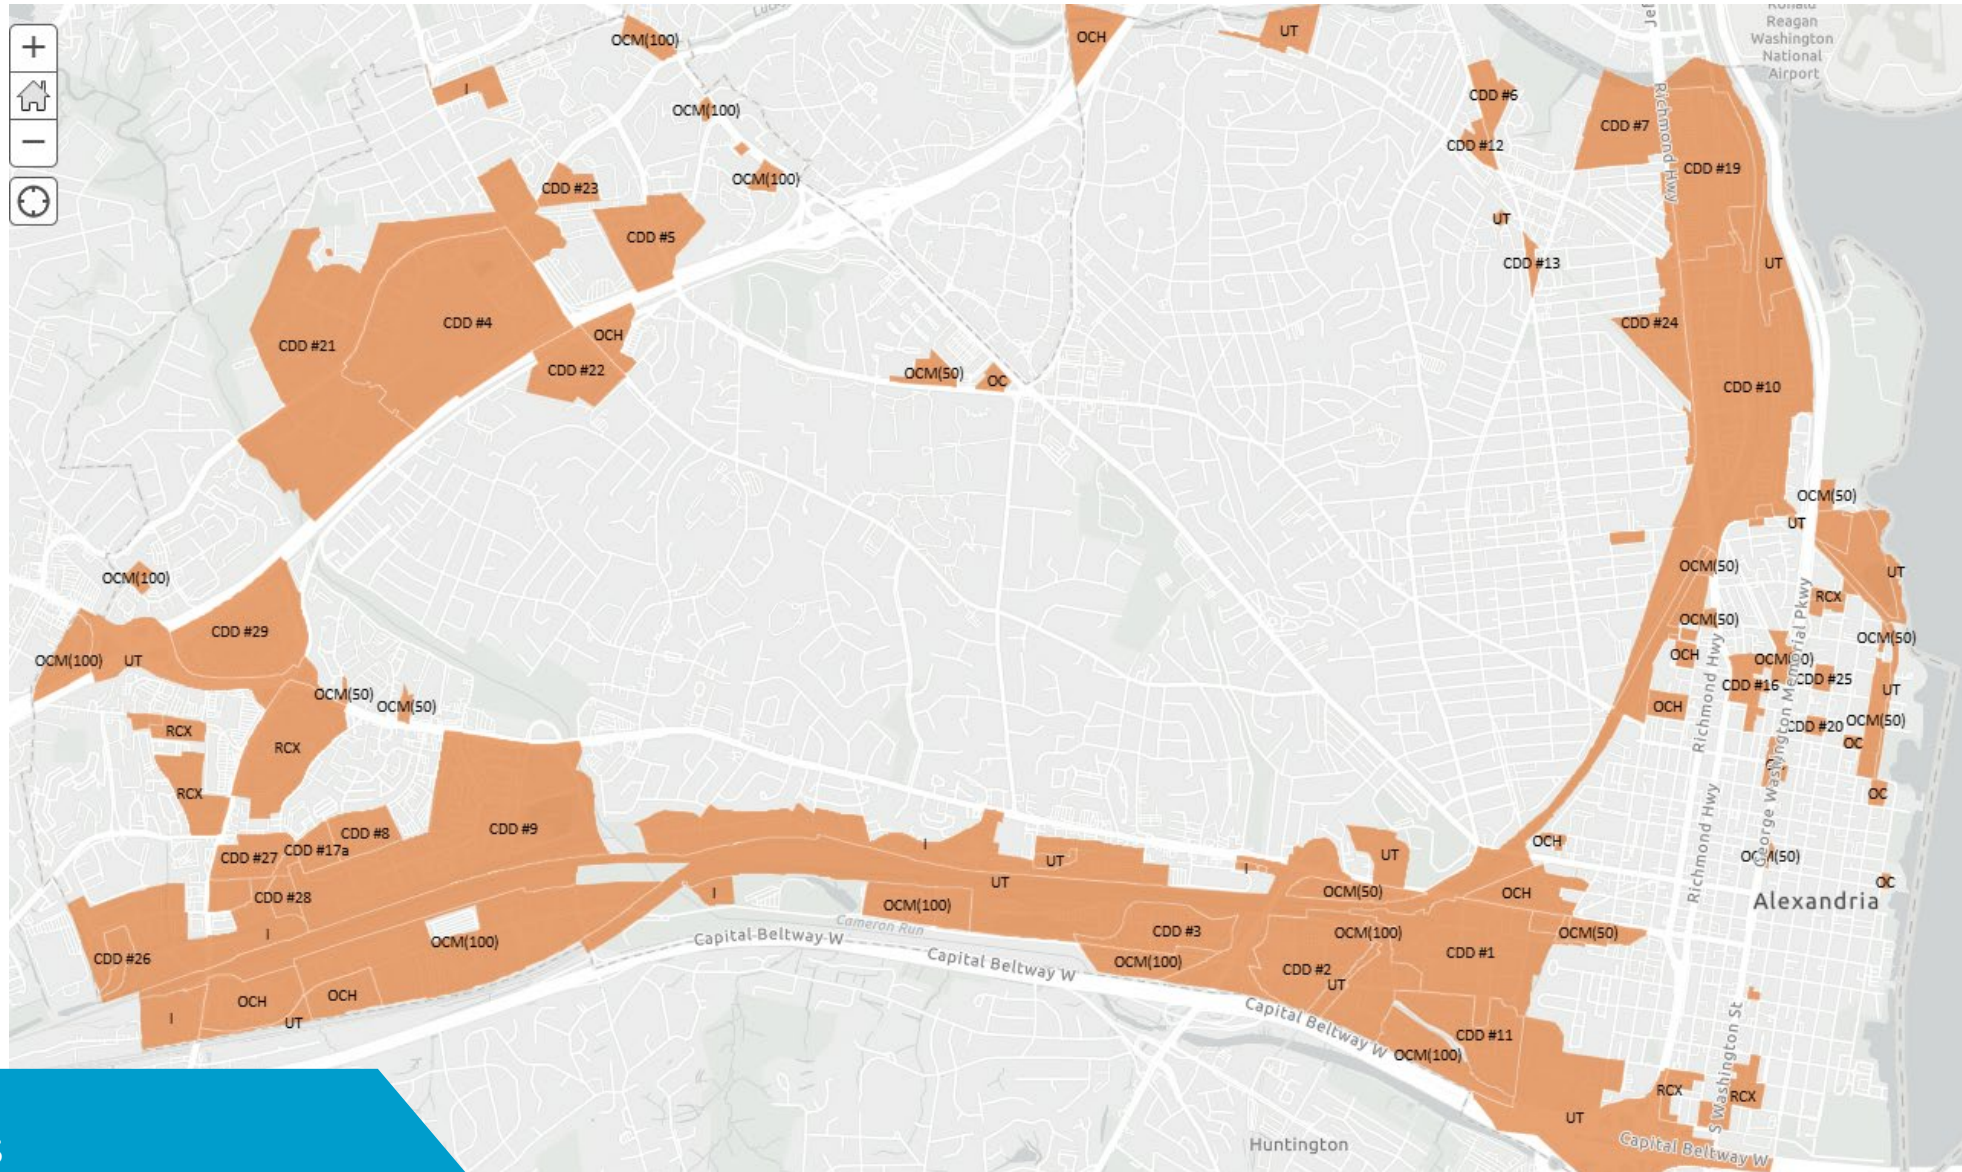 OCM(100)
OCH
UT
Ronald
Reagan
Washington
National
Airport
I
OCM(100)
CDD #6
Richmond Hwy
CDD #7
CDD #12
CDD #19
OCM(100)
CDD #23
UT
CDD #5
CDD #13
UT
CDD #4
CDD #24
OCH
CDD #21
CDD #22
OCM(50)
OC
CDD #10
OCM(50)
UT
OCM(100)
OCM(50)
UT
RCX
CDD #29
OCM(50)
OCM(50)
OCM(100)
UT
OCH
Richmond Hwy
George Washington Memorial Pkwy
CDD #16
CDD #25
UT
OCM(50)
OCM(50)
OCH
OCM(50)
CDD #20
RCX
RCX
OC
RCX
OC
CDD #8
CDD #9
CDD #17a
CDD #27
I
UT
I
UT
OCH
Richmond Hwy
OCM(50)
UT
OC
CDD #28
I
OCM(100)
OCM(50)
OCH
Alexandria
Cameron Run
I
OCM(100)
Capital Beltway W
CDD #3
OCM(100)
OCM(50)
CDD #26
Capital Beltway W
OCM(100)
CDD #2
UT
CDD #1
OCH
OCH
I
UT
Capital Beltway W
CDD #11
OCM(100)
S Washington St
RCX
RCX
UT
Huntington
Capital Beltway W